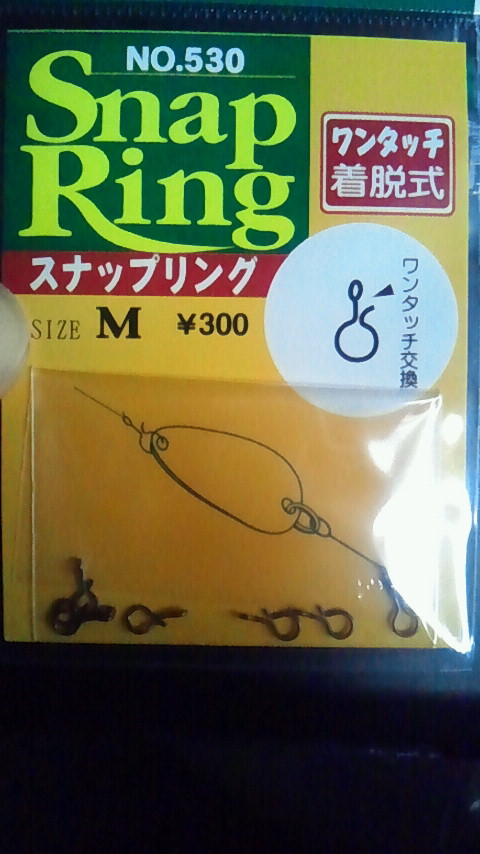 NO.530
Snap
Ring
ワンタッチ
着脱式
スナップリング
SIZE M ¥300
ワンタッチ交換